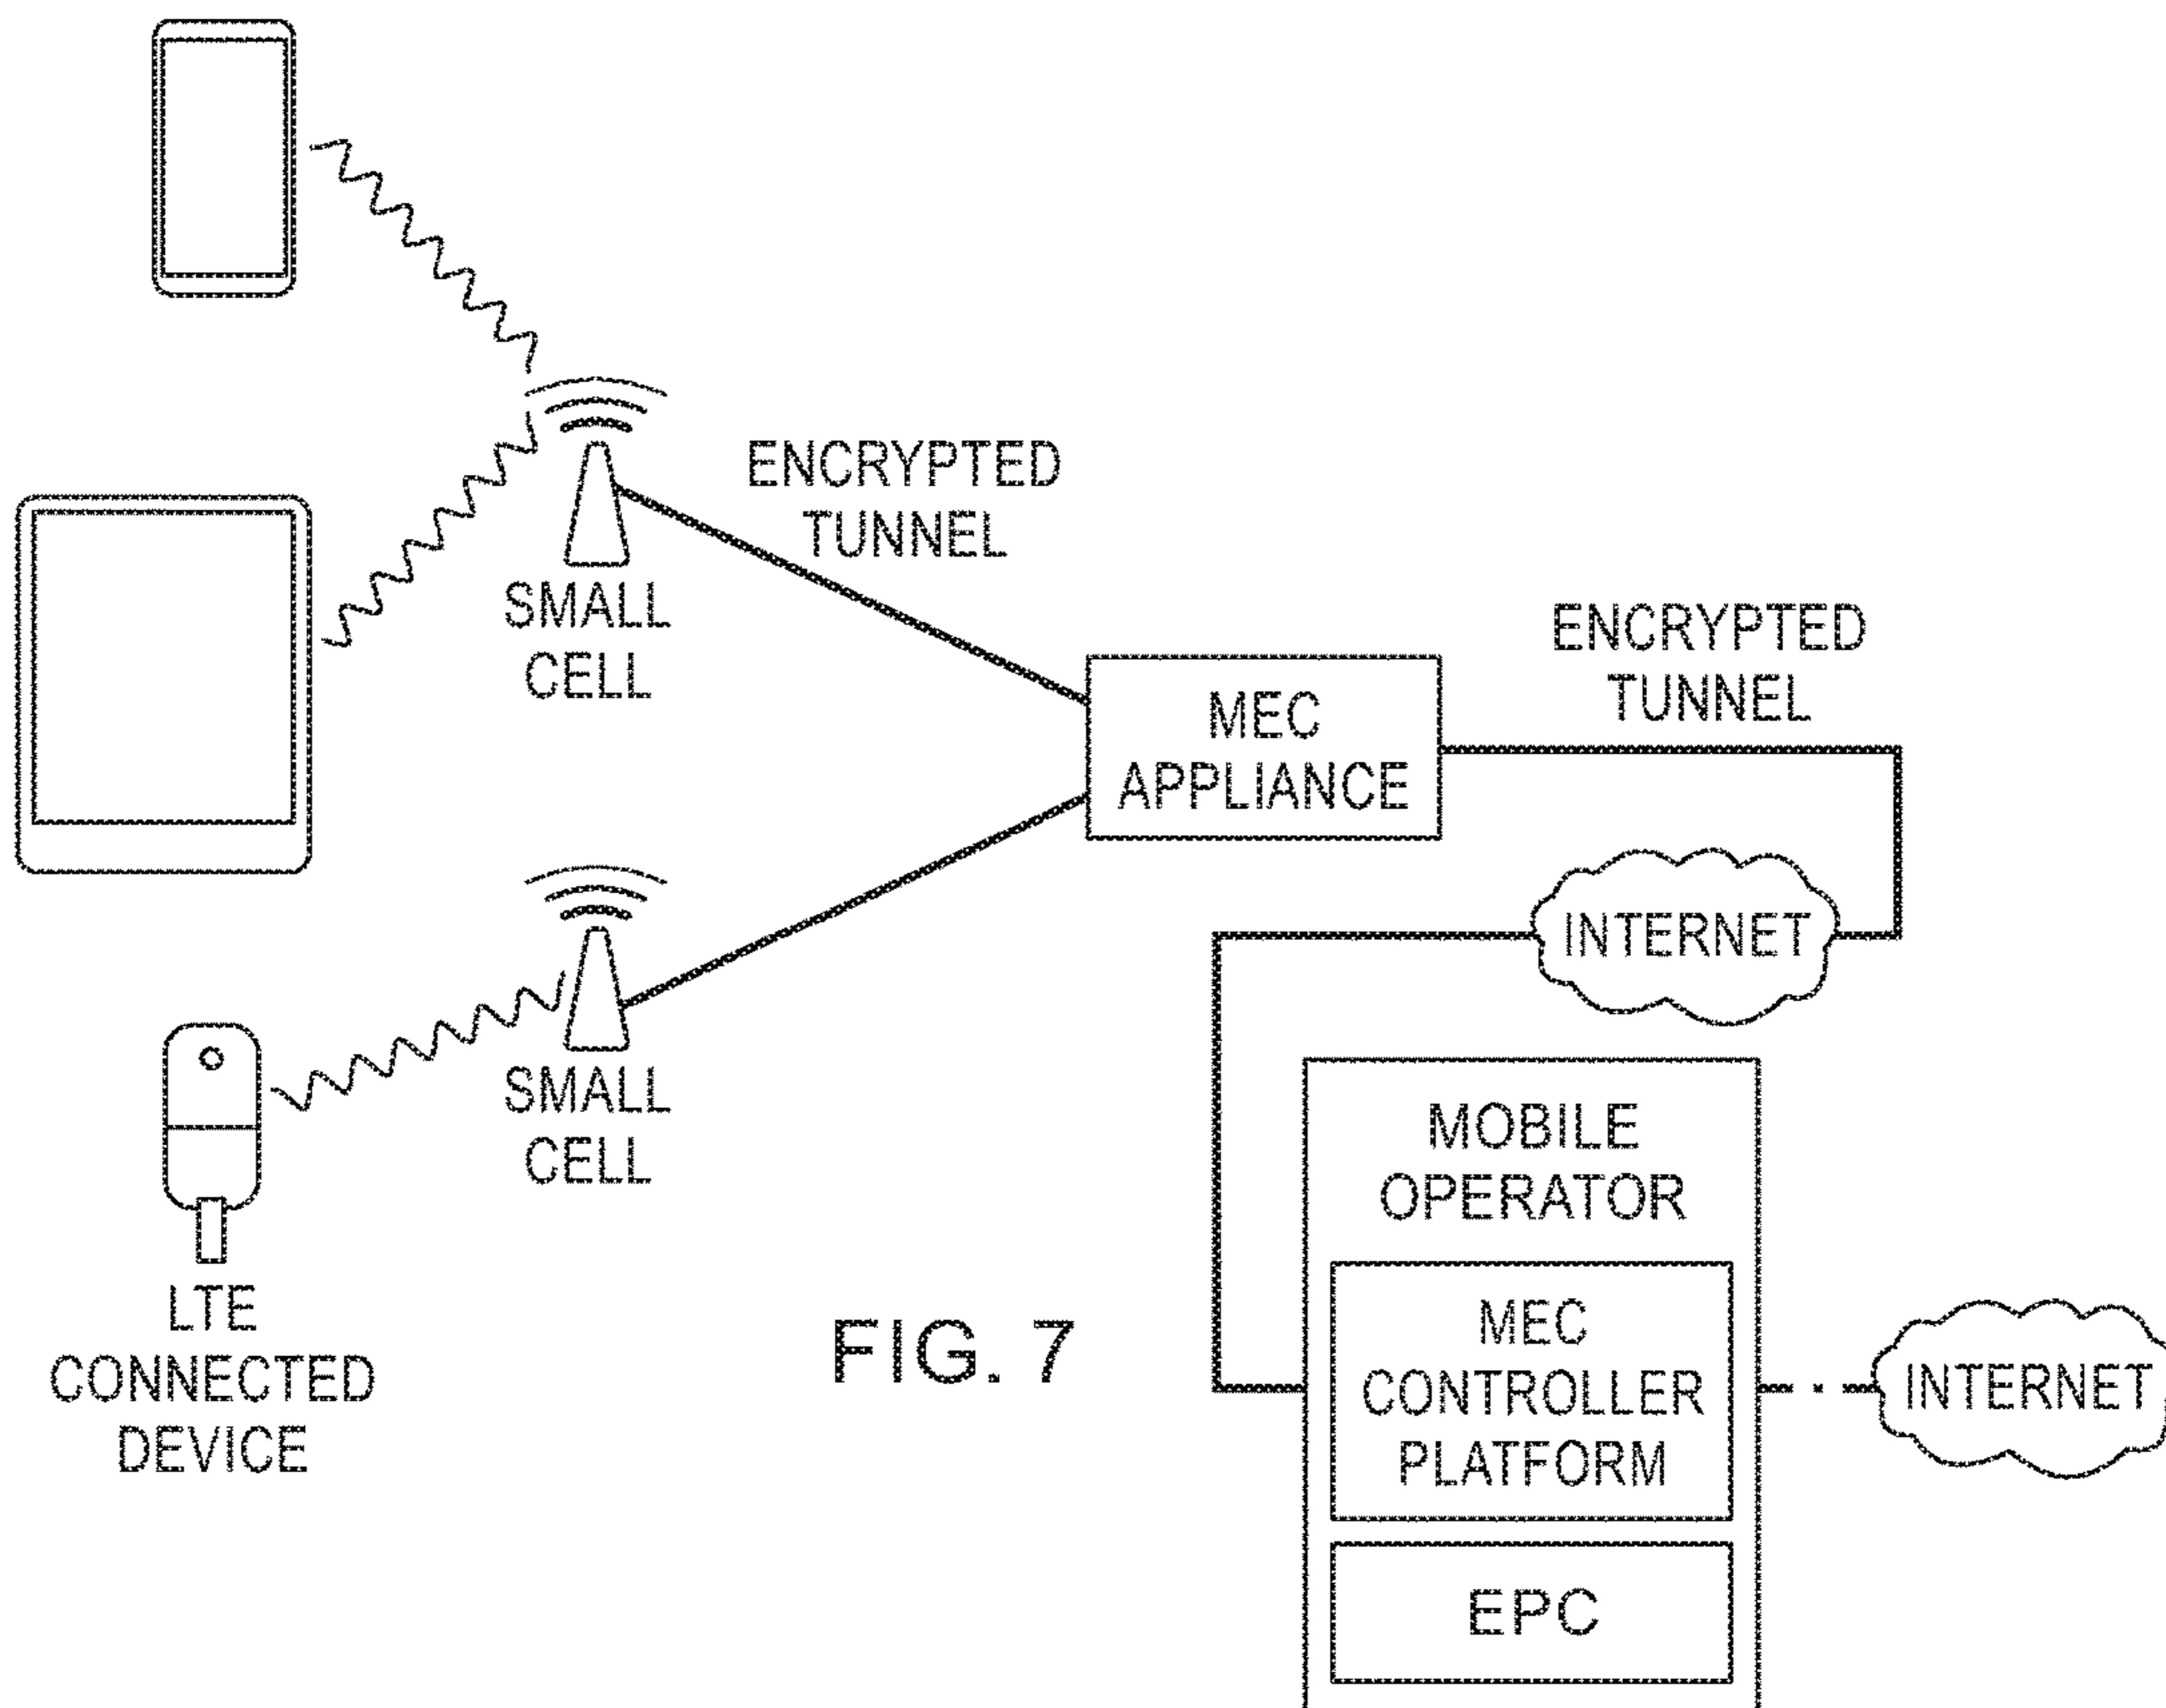 ENCRYPTED
TUNNEL
SMALL
CELL
ENCRYPTED
TUNNEL
MEC
APPLIANCE
INTERNET
SMALL
CELL
MOBILE
OPERATOR
LTE
CONNECTED
DEVICE
MEC
CONTROLLER
PLATFORM
INTERNET
EPC
FIG. 7